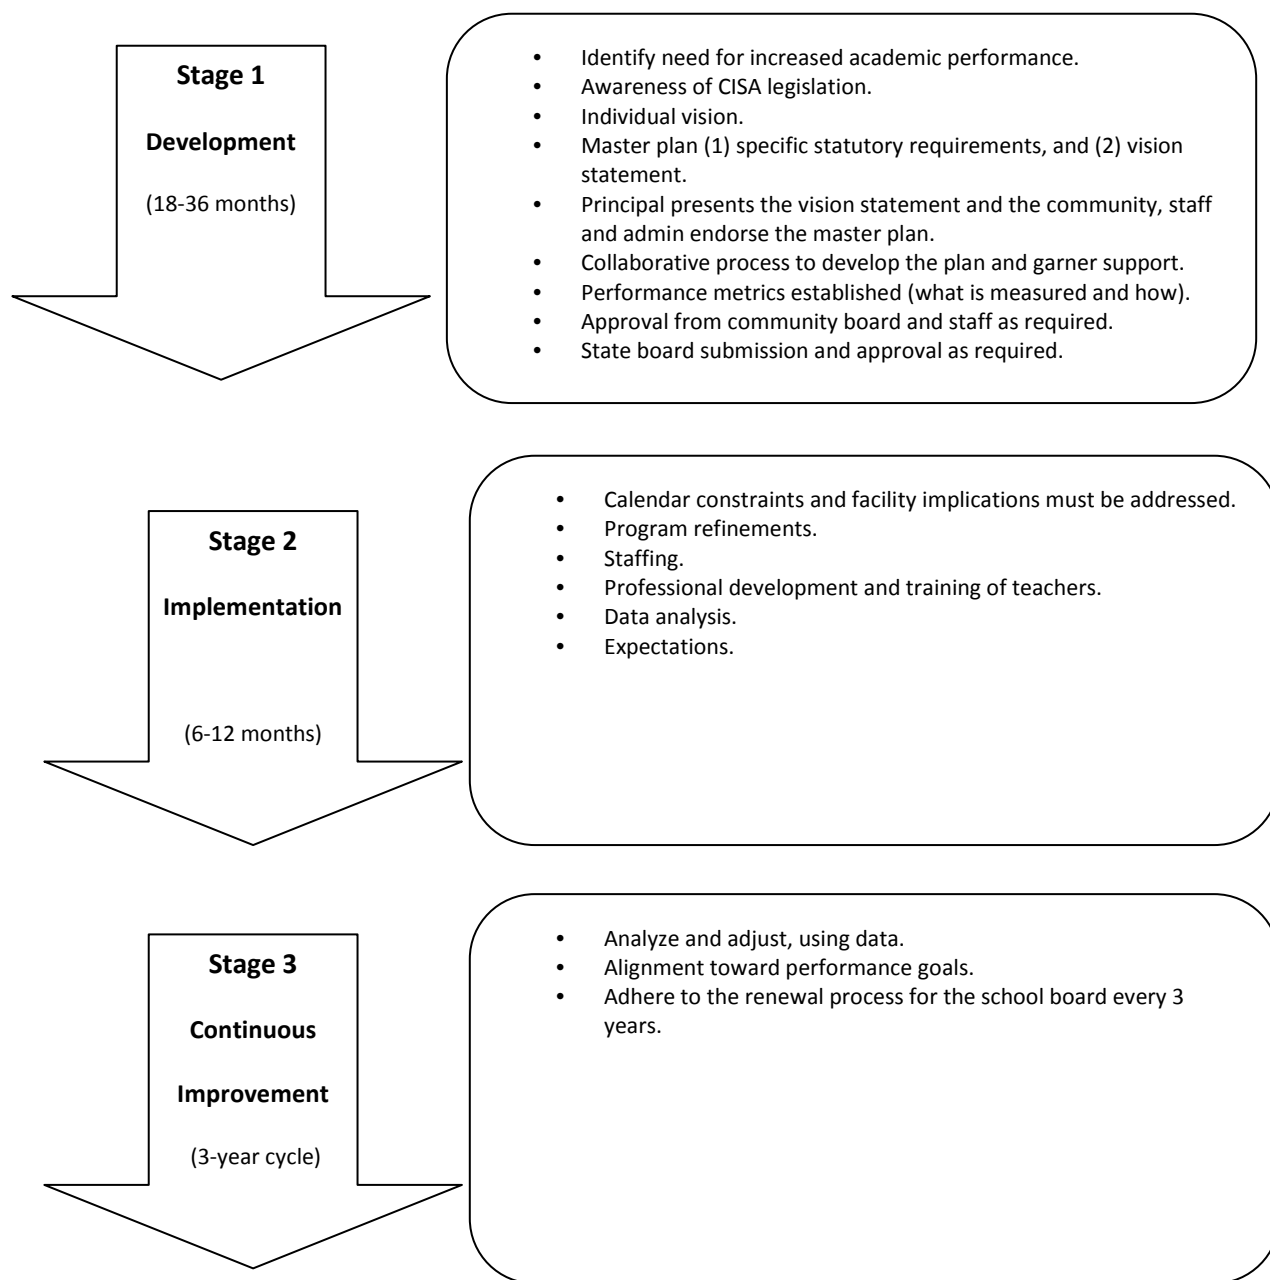 Stage 1
Development
(18-36 months)
• Identify need for increased academic performance.
• Awareness of CISA legislation.
• Individual vision.
• Master plan (1) specific statutory requirements, and (2) vision
statement.
• Principal presents the vision statement and the community, staff
and admin endorse the master plan.
• Collaborative process to develop the plan and garner support.
• Performance metrics established (what is measured and how).
• Approval from community board and staff as required.
• State board submission and approval as required.
Stage 2
Implementation
(6-12 months)
• Calendar constraints and facility implications must be addressed.
• Program refinements.
• Staffing.
• Professional development and training of teachers.
• Data analysis.
• Expectations.
Stage 3
Continuous
Improvement
(3-year cycle)
• Analyze and adjust, using data.
• Alignment toward performance goals.
• Adhere to the renewal process for the school board every 3
years.